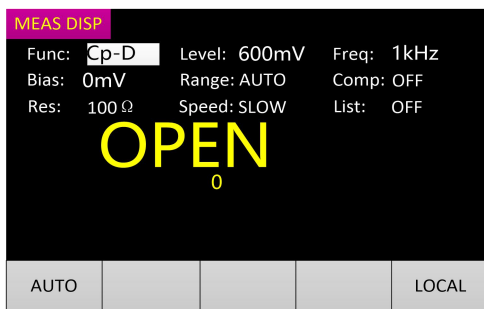 MEAS DISP
Func: Cp-D Level: 600mV Freq: 1kHz
Bias: 0mV Range: AUTO Comp: OFF
Res: 100 Ω Speed: SLOW List: OFF
OPEN
0
AUTO LOCAL